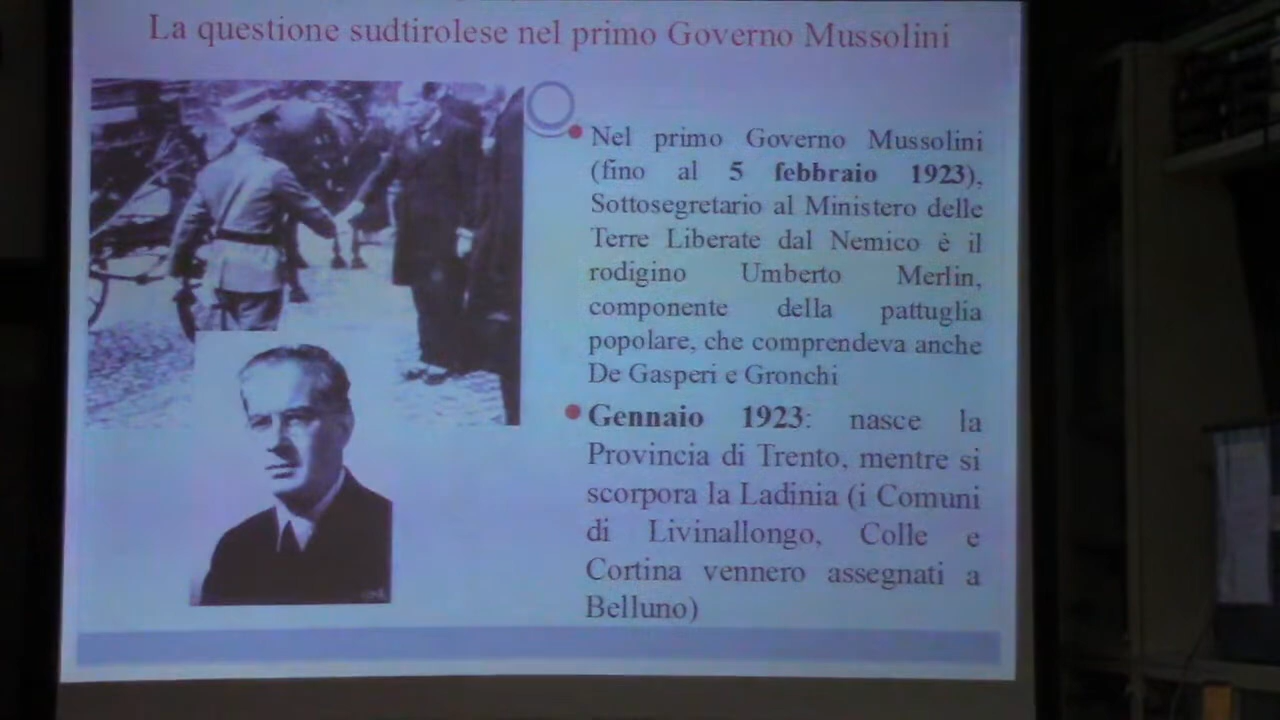 La questione sudtirolese nel primo Governo Mussolini
Nel primo Governo Mussolini
(fino al 5 febbraio 1923),
Sottosegretario al Ministero delle
Terre Liberate dal Nemico è il
rodigino Umberto Merlin,
componente della pattuglia
popolare, che comprendeva anche
De Gasperi e Gronchi
Gennaio 1923: nasce la
Provincia di Trento, mentre si
scorpora la Ladinia (i Comuni
di Livinallongo, Colle e
Cortina vennero assegnati a
Belluno)